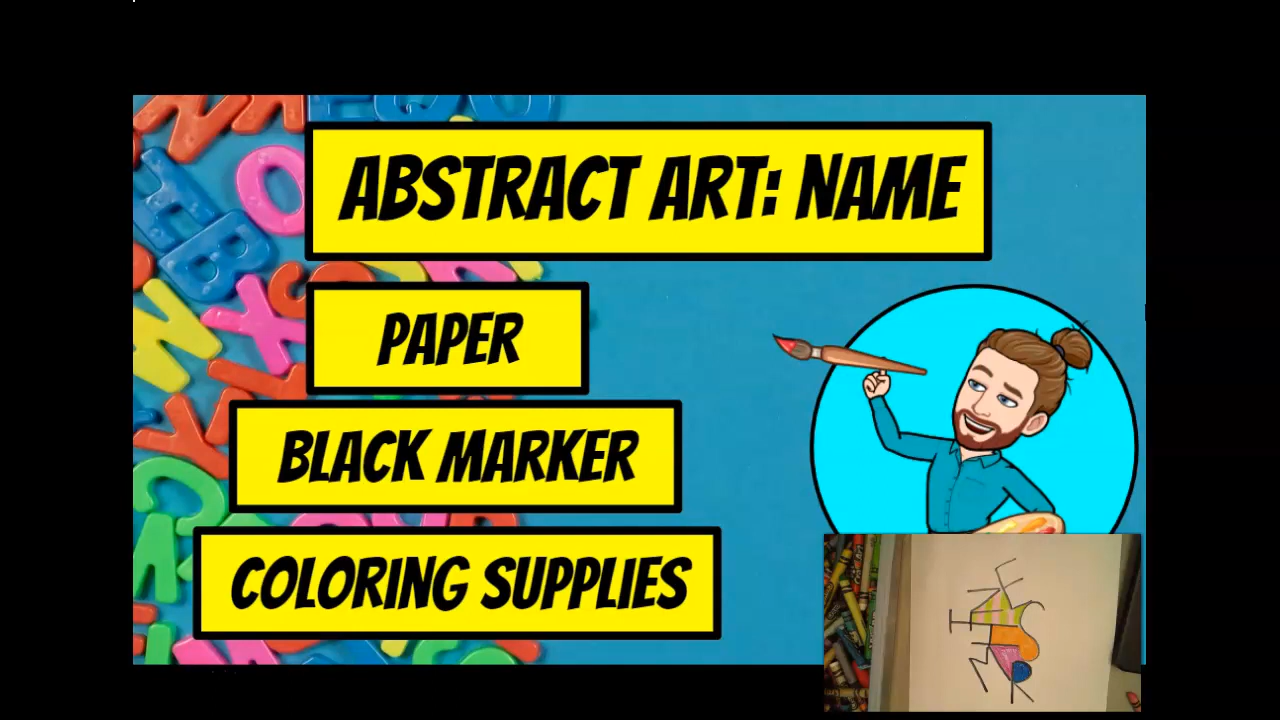 ABSTRACT ART: NAME
PAPER
BLACK MARKER
COLORING SUPPLIES